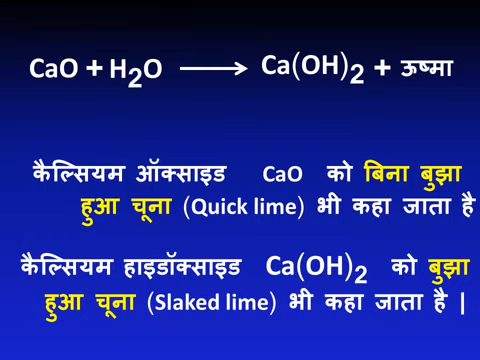 CaO + H2O ⟶ Ca(OH)2 + ऊष्मा
कैल्सियम ऑक्साइड CaO को बिना बुझा
हुआ चूना (Quick lime) भी कहा जाता है
कैल्सियम हाइडॉक्साइड Ca(OH)2 को बुझा
हुआ चूना (Slaked lime) भी कहा जाता है |